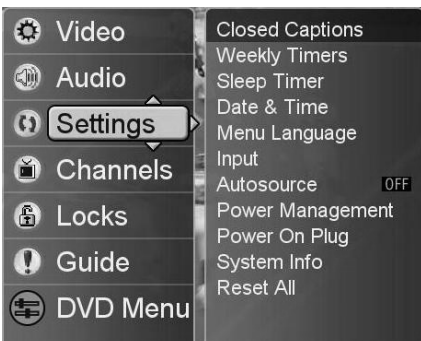 Video
Audio
Settings
Channels
Locks
Guide
DVD Menu
Closed Captions
Weekly Timers
Sleep Timer
Date & Time
Menu Language
Input
Autosource OFF
Power Management
Power On Plug
System Info
Reset All